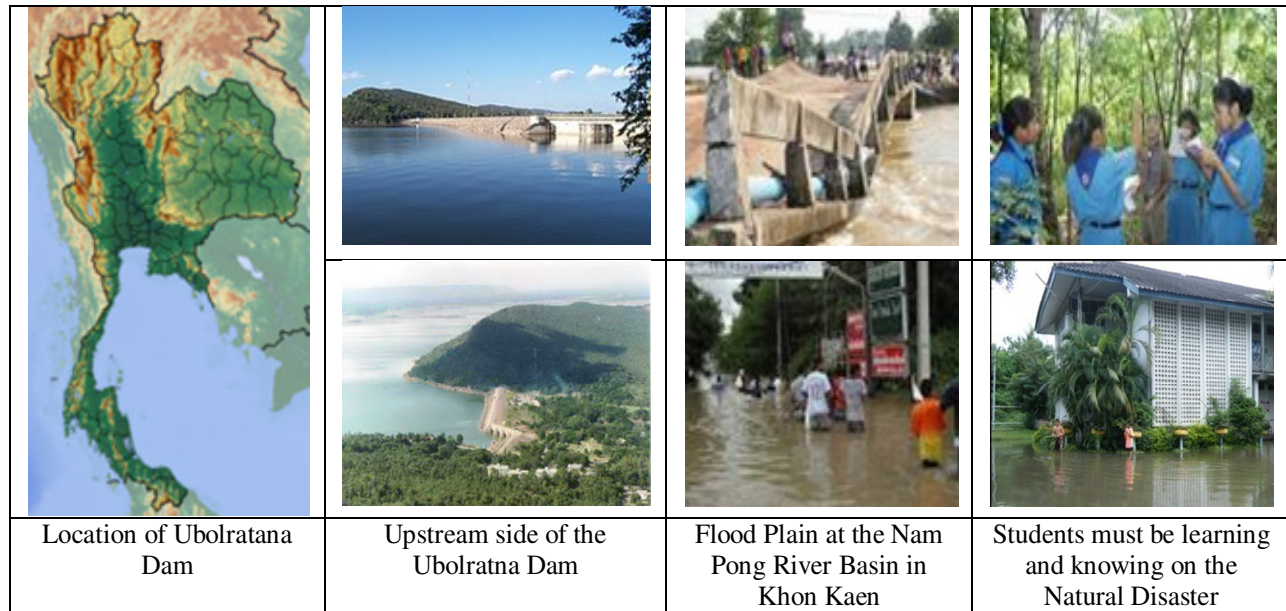 Location of Ubolratana
Dam
Upstream side of the
Ubolratna Dam
Flood Plain at the Nam
Pong River Basin in
Khon Kaen
Students must be learning
and knowing on the
Natural Disaster